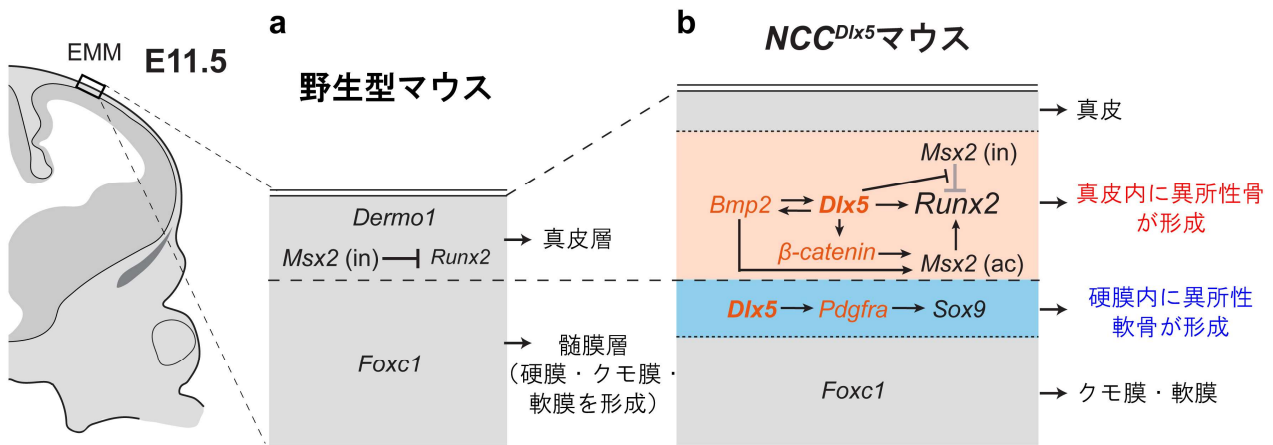 EMM
E11.5
a
野生型マウス
Dermo1
Msx2 (in) Runx2
真皮層
Foxc1
髄膜層
(硬膜・クモ膜・
軟膜を形成)
b
NCC^Dlx5マウス
真皮
Msx2 (in)
Bmp2 Dlx5 Runx2
β-catenin
Msx2 (ac)
真皮内に異所性骨
が形成
Dlx5 Pdgfra Sox9
硬膜内に異所性
軟骨が形成
Foxc1
クモ膜・軟膜